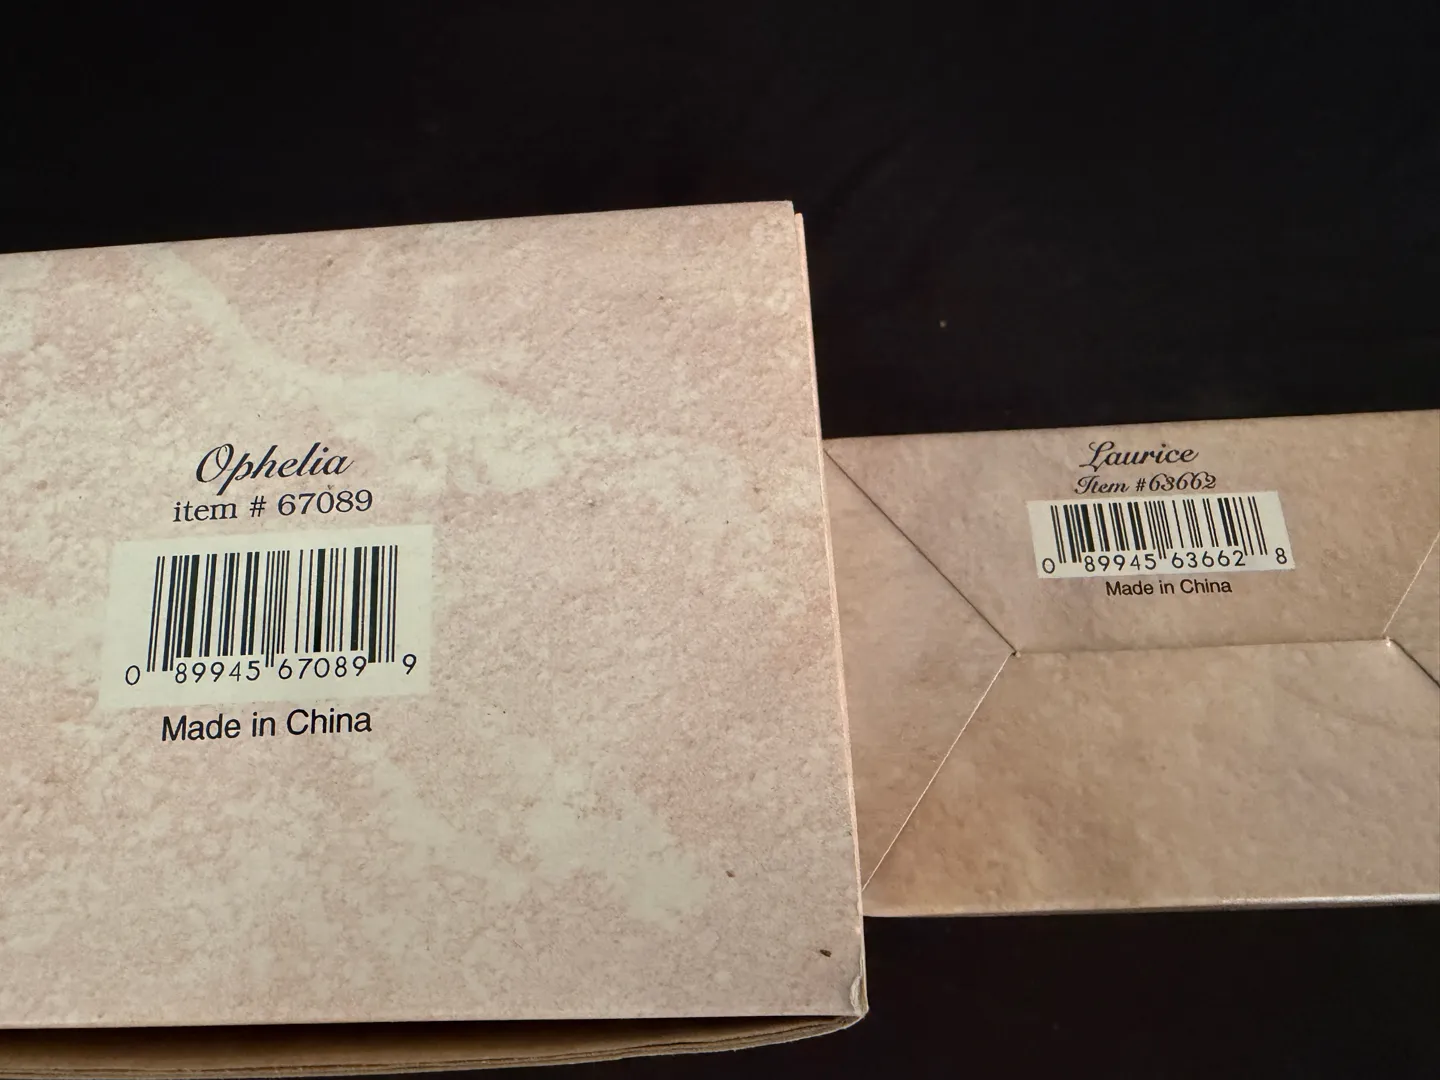 Ophelia
item # 67089
0 89945 67089 9
Made in China
Laurice
Item #63662
0 89945 63662 8
Made in China